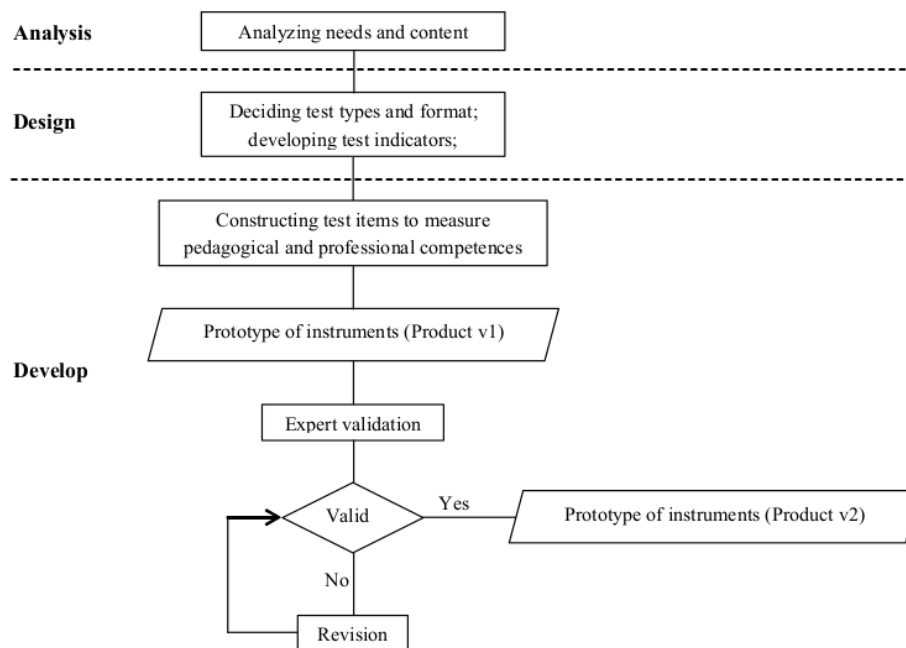 Analysis
Analyzing needs and content
Design
Deciding test types and format;
developing test indicators;
Constructing test items to measure
pedagogical and professional competences
Prototype of instruments (Product v1)
Develop
Expert validation
Valid
Yes
Prototype of instruments (Product v2)
No
Revision